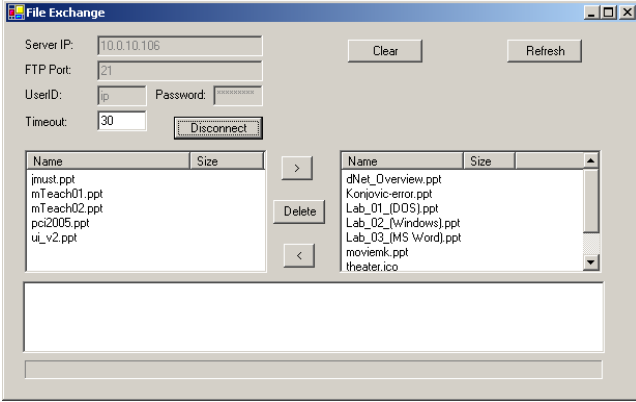 File Exchange
Server IP: 10.0.10.106 Clear Refresh
FTP Port: 21
UserID: ip Password: *********
Timeout: 30 Disconnect
Name Size > Name Size
jmust.ppt dNet_Overview.ppt
mTeach01.ppt Konjovic-error.ppt
mTeach02.ppt Lab_01_(DOS).ppt
pci2005.ppt Delete Lab_02_(Windows).ppt
ui_v2.ppt Lab_03_(MS Word).ppt
< moviemk.ppt
theater.ico